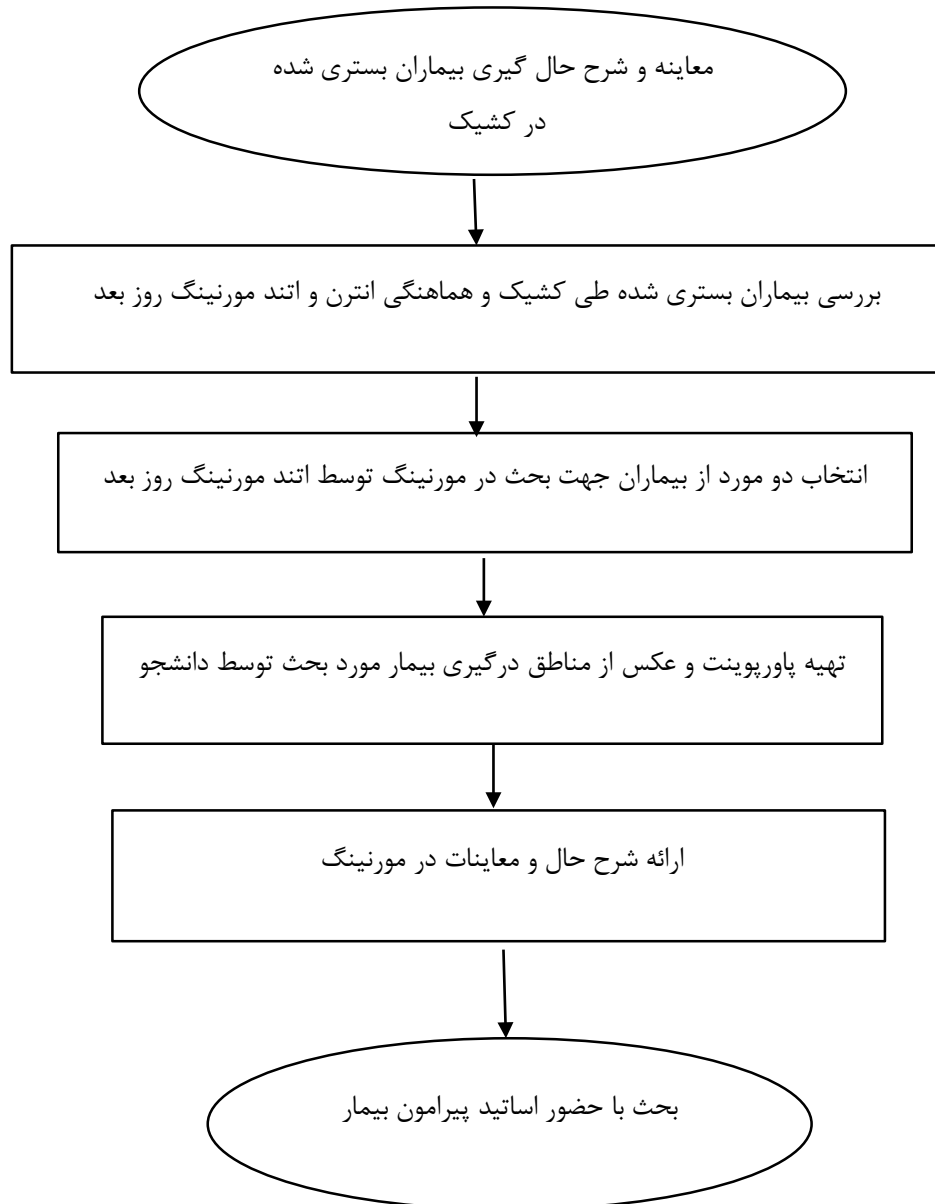 معاینه و شرح حال گیری بیماران بستری شده
در کشیک
بررسی بیماران بستری شده طی کشیک و هماهنگی انترن و اتند مورنینگ روز بعد
انتخاب دو مورد از بیماران جهت بحث در مورنینگ توسط اتند مورنینگ روز بعد
تهیه پاورپوینت و عکس از مناطق درگیری بیمار مورد بحث توسط دانشجو
ارائه شرح حال و معاینات در مورنینگ
بحث با حضور اساتید پیرامون بیمار